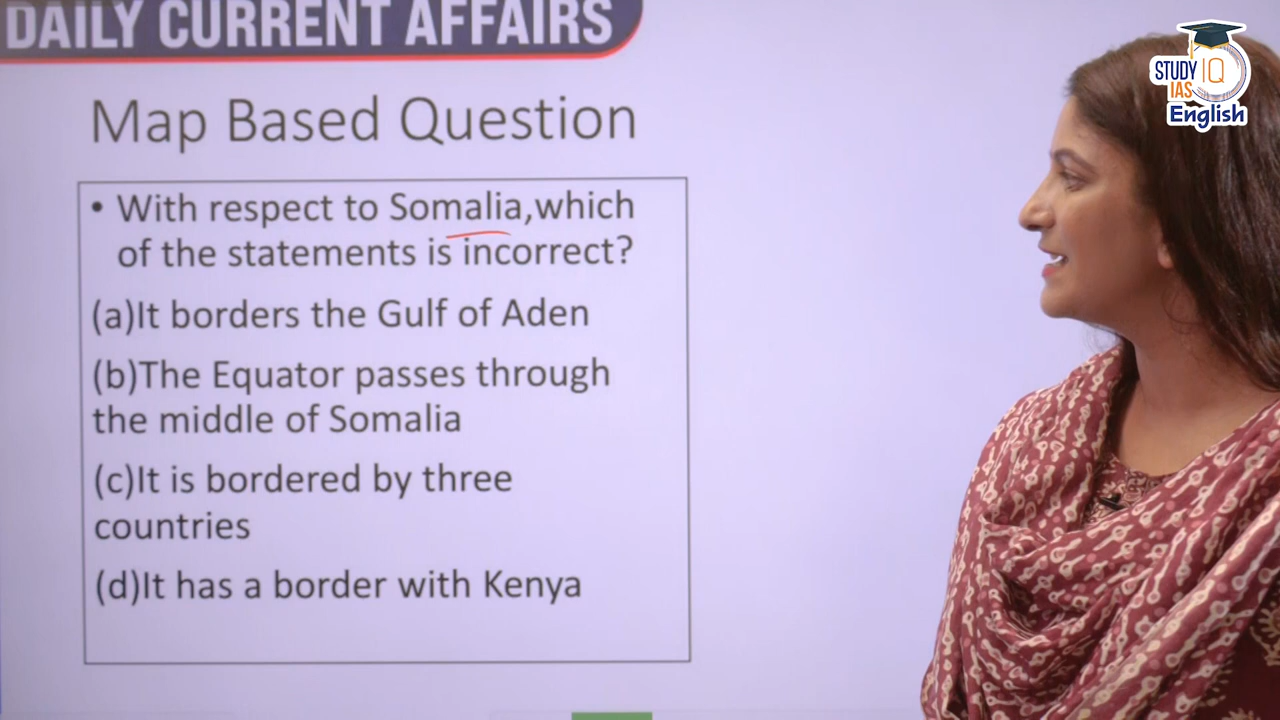 DAILY CURRENT AFFAIRS
STUDY IQ
IAS
English
Map Based Question
• With respect to Somalia,which
of the statements is incorrect?
(a)It borders the Gulf of Aden
(b)The Equator passes through
the middle of Somalia
(c)It is bordered by three
countries
(d)It has a border with Kenya